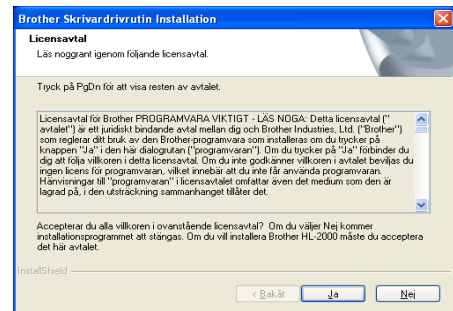 Brother Skrivardrivrutin Installation
Licensavtal
Läs noggrant igenom följande licensavtal.
Tryck på PgDn för att visa resten av avtalet.
Licensavtal för Brother PROGRAMVARA VIKTIGT - LÄS NOGA: Detta licensavtal ("
avtalet") är ett juridiskt bindande avtal mellan dig och Brother Industries, Ltd. ("Brother")
som reglerar ditt bruk av den Brother-programvara som installeras om du trycker på
knappen "Ja" i den här dialogrutan ("programvaran"). Om du trycker på "Ja" förbinder du
dig att följa villkoren i detta licensavtal. Om du inte godkänner villkoren i avtalet beviljas du
ingen licens för programvaran, vilket innebär att du inte får använda programvaran.
Hänvisningar till "programvaran" i licensavtalet omfattar även det medium som den är
lagrad på, i den utsträckning sammanhanget tillåter det.
Accepterar du alla villkoren i ovanstående licensavtal? Om du väljer Nej kommer
installationsprogrammet att stängas. Om du vill installera Brother HL-2000 måste du acceptera
det här avtalet.
InstallShield
< Bakåt Ja Nej